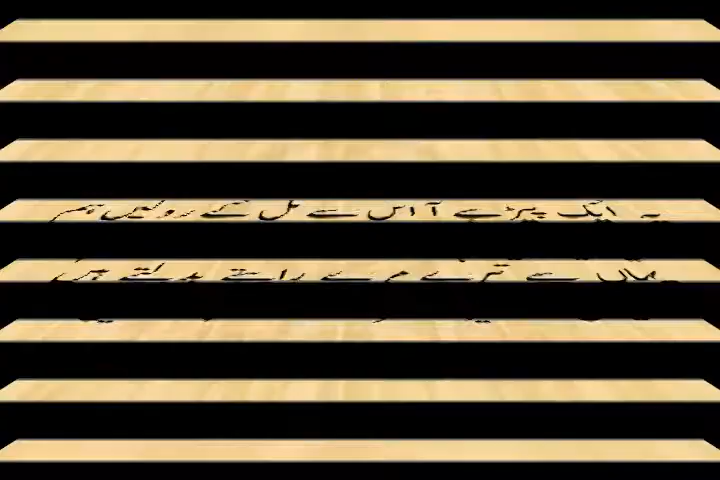 یہ ایک پیڑ ہے آ اس سے مل کے رو لیں ہم
یہاں سے تیرے مرے راستے بدلتے ہیں